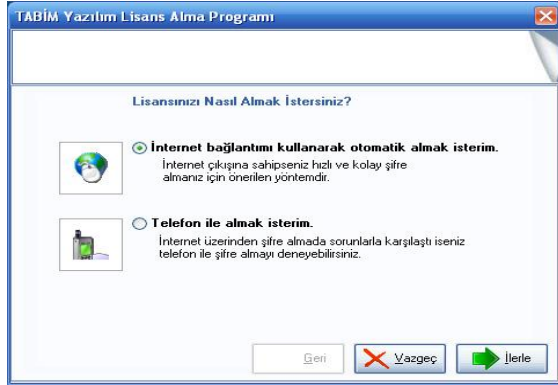 TABİM Yazılım Lisans Alma Programı
Lisansınızı Nasıl Almak İstersiniz?
İnternet bağlantımı kullanarak otomatik almak isterim.
İnternet çıkışına sahipseniz hızlı ve kolay şifre
almanız için önerilen yöntemdir.
Telefon ile almak isterim.
İnternet üzerinden şifre almada sorunlarla karşılaştı iseniz
telefon ile şifre almayı deneyebilirsiniz.
Geri
Vazgeç
İlerle